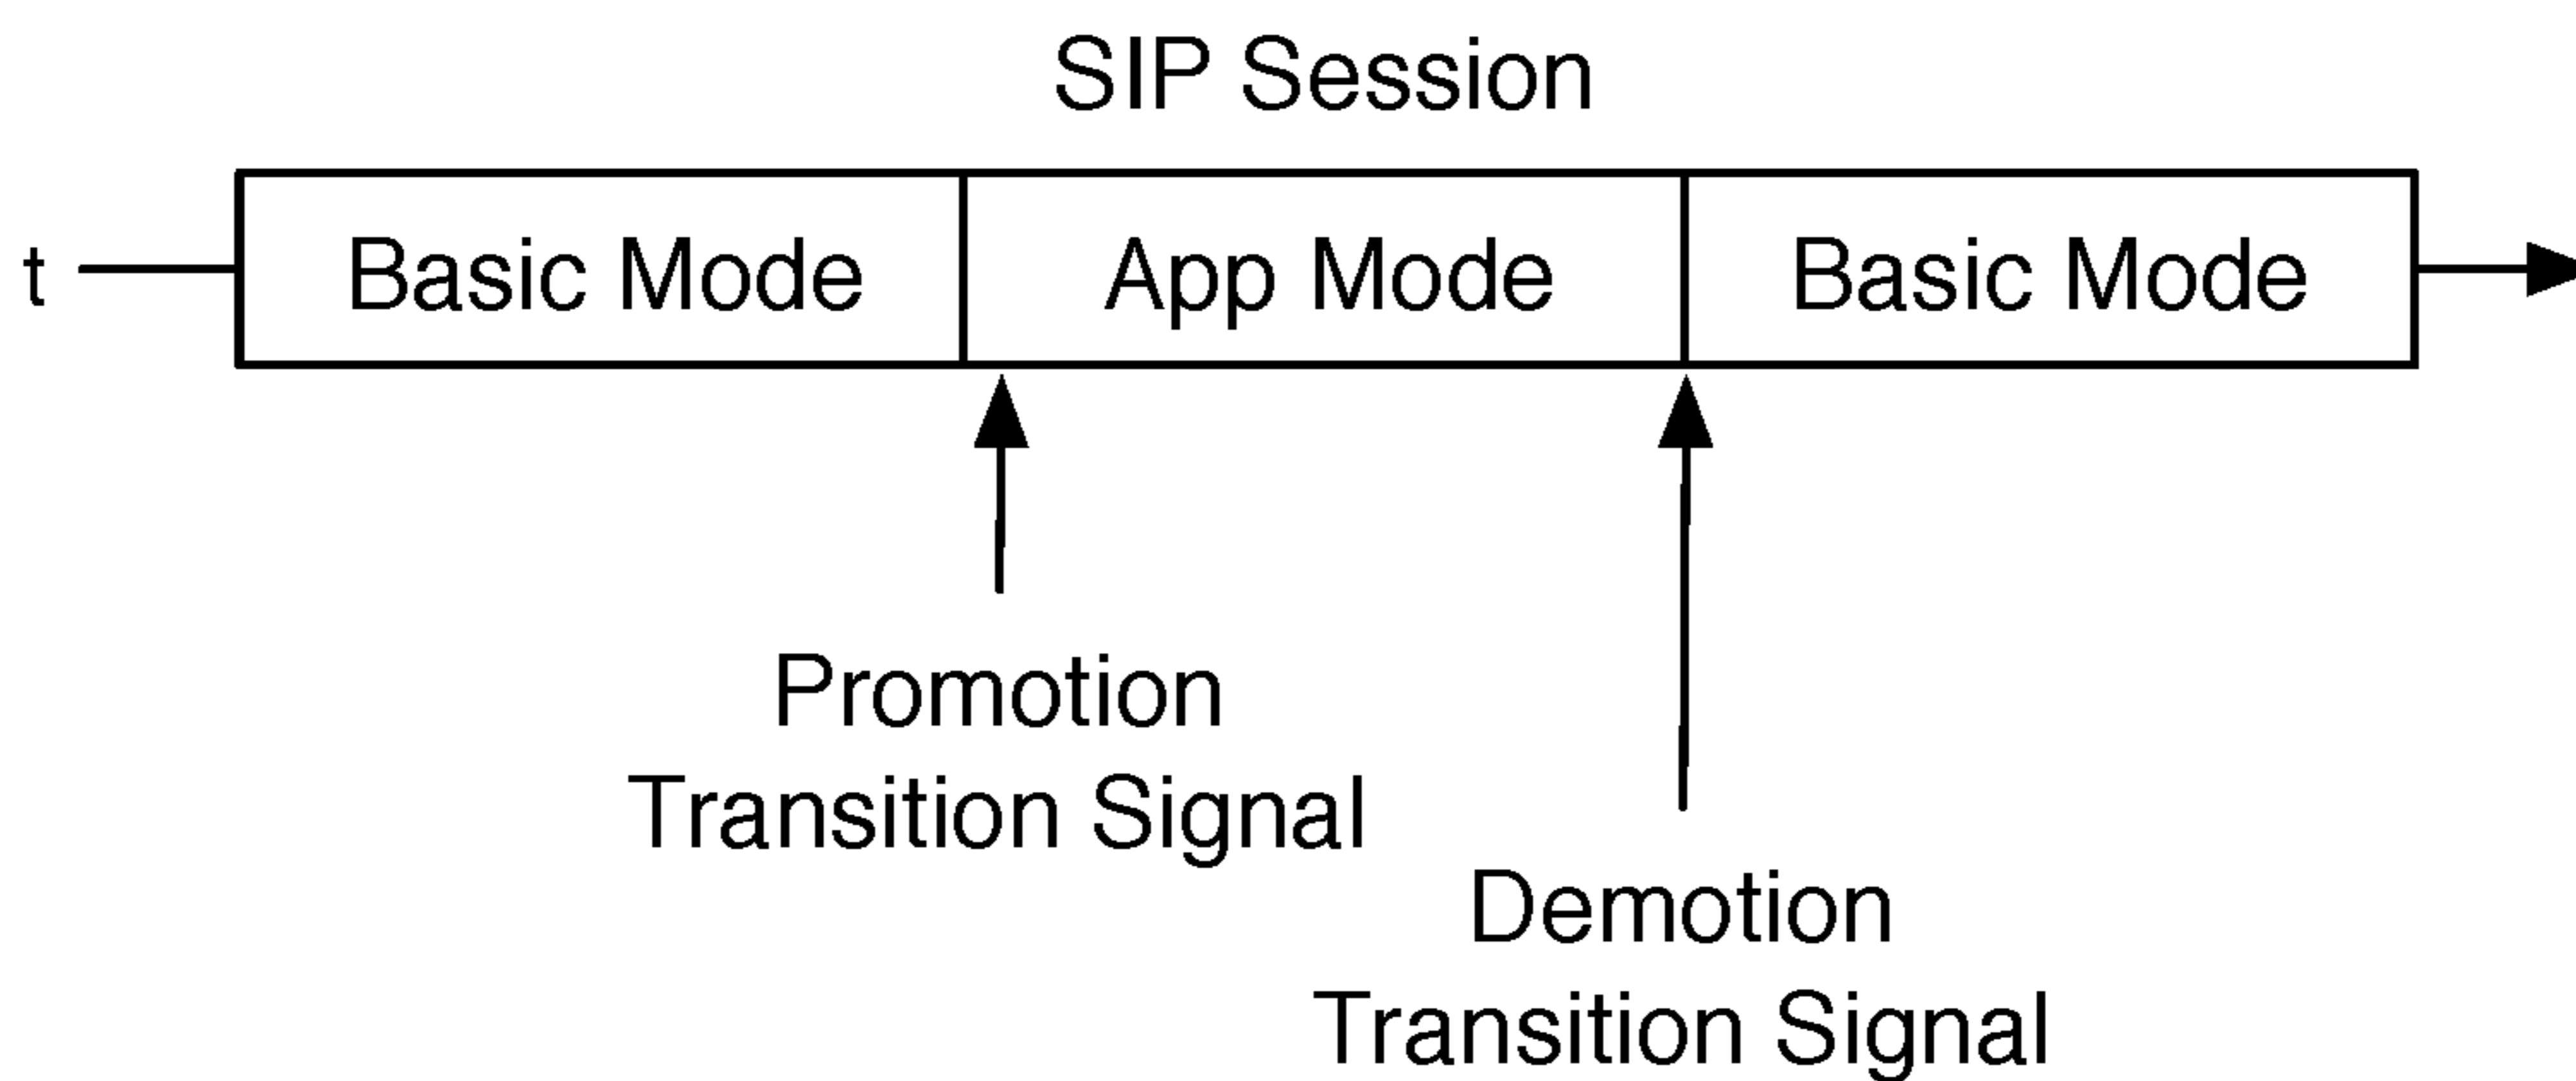 SIP Session
t
Basic Mode
App Mode
Basic Mode
Promotion
Transition Signal
Demotion
Transition Signal